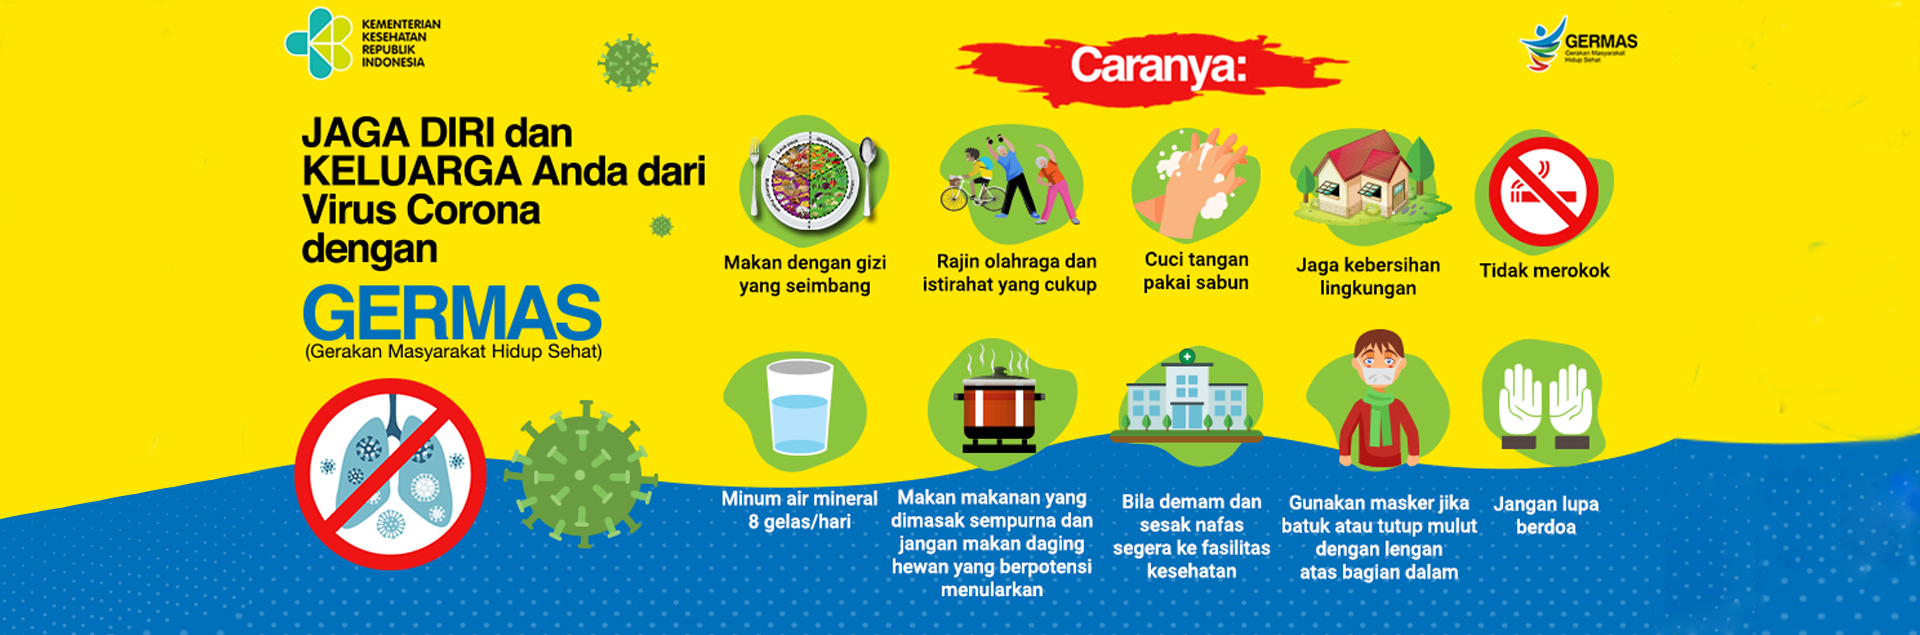 KEMENTERIAN
KESEHATAN
REPUBLIK
INDONESIA
JAGA DIRI dan
KELUARGA Anda dari
Virus Corona
dengan
GERMAS
(Gerakan Masyarakat Hidup Sehat)
Caranya:
GERMAS
Gerakan Masyarakat
Hidup Sehat
Makan dengan gizi
yang seimbang
Rajin olahraga dan
istirahat yang cukup
Cuci tangan
pakai sabun
Jaga kebersihan
lingkungan
Tidak merokok
Minum air mineral
8 gelas/hari
Makan makanan yang
dimasak sempurna dan
jangan makan daging
hewan yang berpotensi
menularkan
Bila demam dan
sesak nafas
segera ke fasilitas
kesehatan
Gunakan masker jika
batuk atau tutup mulut
dengan lengan
atas bagian dalam
Jangan lupa
berdoa